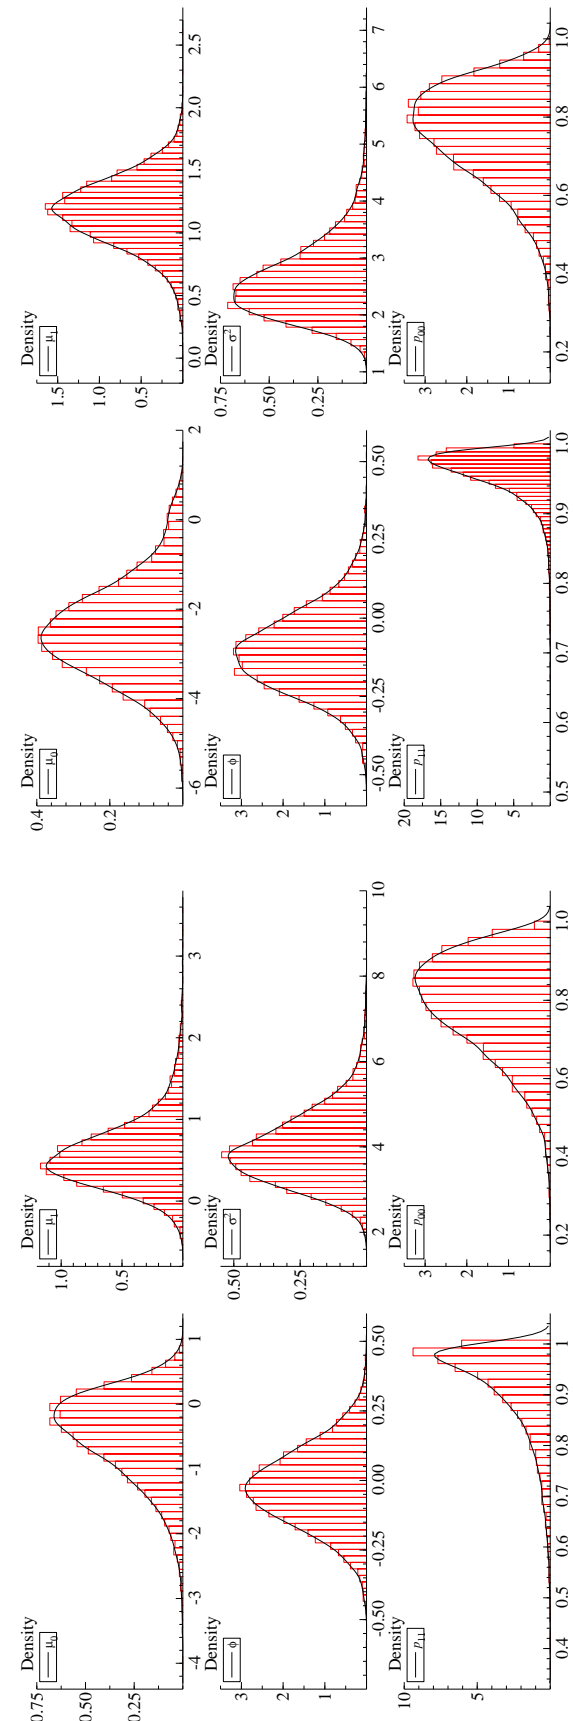 Density
μ0
0.75
0.50
0.25
-4 -3 -2 -1 0 1
Density
μ1
1.0
0.5
0 1 2 3
Density
μ0
0.4
0.2
-6 -4 -2 0 2
Density
μ1
1.5
1.0
0.5
0.0 0.5 1.0 1.5 2.0 2.5
Density
ϕ
3
2
1
-0.50 -0.25 0.00 0.25 0.50
Density
σ²
0.50
0.25
2 4 6 8 10
Density
ϕ
3
2
1
-0.50 -0.25 0.00 0.25 0.50
Density
σ²
0.75
0.50
0.25
1 2 3 4 5 6 7
Density
p11
10
5
0.4 0.5 0.6 0.7 0.8 0.9 1
Density
p00
3
2
1
0.2 0.4 0.6 0.8 1.0
Density
p11
20
15
10
5
0.5 0.6 0.7 0.8 0.9 1.0
Density
p00
3
2
1
0.2 0.4 0.6 0.8 1.0